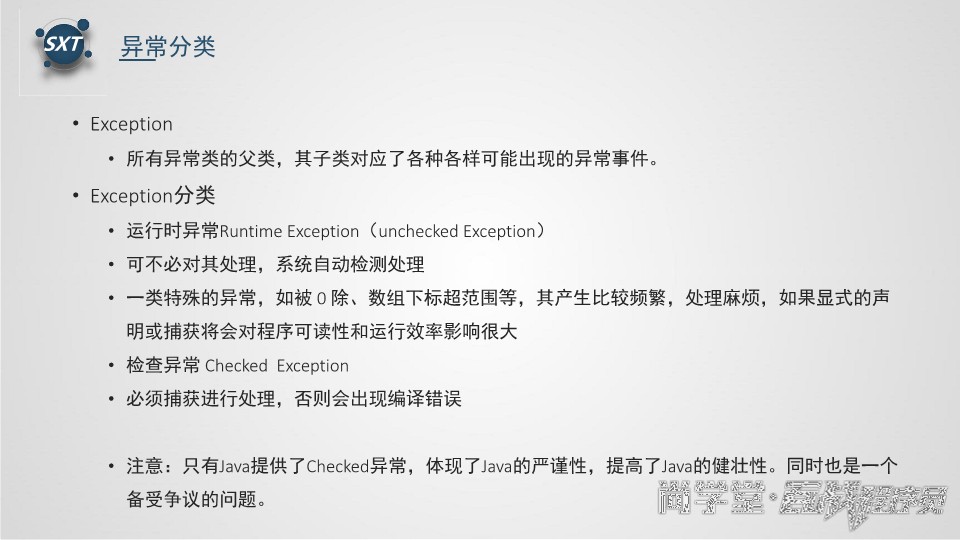 SXT
异常分类
• Exception
• 所有异常类的父类，其子类对应了各种各样可能出现的异常事件。
• Exception分类
• 运行时异常Runtime Exception（unchecked Exception）
• 可不必对其处理，系统自动检测处理
• 一类特殊的异常，如被 0 除、数组下标超范围等，其产生比较频繁，处理麻烦，如果显式的声
明或捕获将会对程序可读性和运行效率影响很大
• 检查异常 Checked  Exception
• 必须捕获进行处理，否则会出现编译错误
• 注意：只有Java提供了Checked异常，体现了Java的严谨性，提高了Java的健壮性。同时也是一个
备受争议的问题。
尚学堂·百战程序员